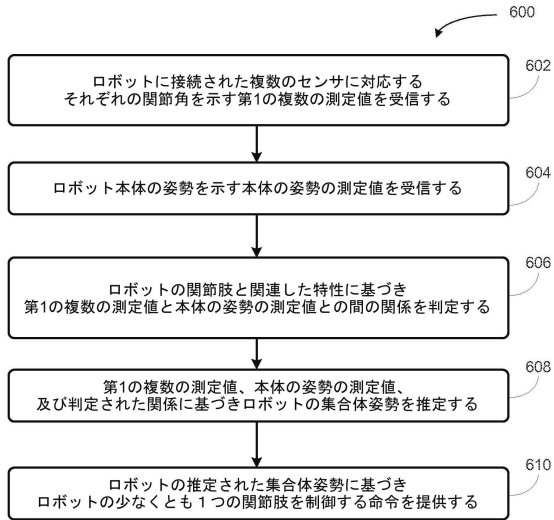 600
ロボットに接続された複数のセンサに対応する
それぞれの関節角を示す第1の複数の測定値を受信する
602
ロボット本体の姿勢を示す本体の姿勢の測定値を受信する
604
ロボットの関節肢と関連した特性に基づき
第1の複数の測定値と本体の姿勢の測定値との間の関係を判定する
606
第1の複数の測定値、本体の姿勢の測定値、
及び判定された関係に基づきロボットの集合体姿勢を推定する
608
ロボットの推定された集合体姿勢に基づき
ロボットの少なくとも１つの関節肢を制御する命令を提供する
610